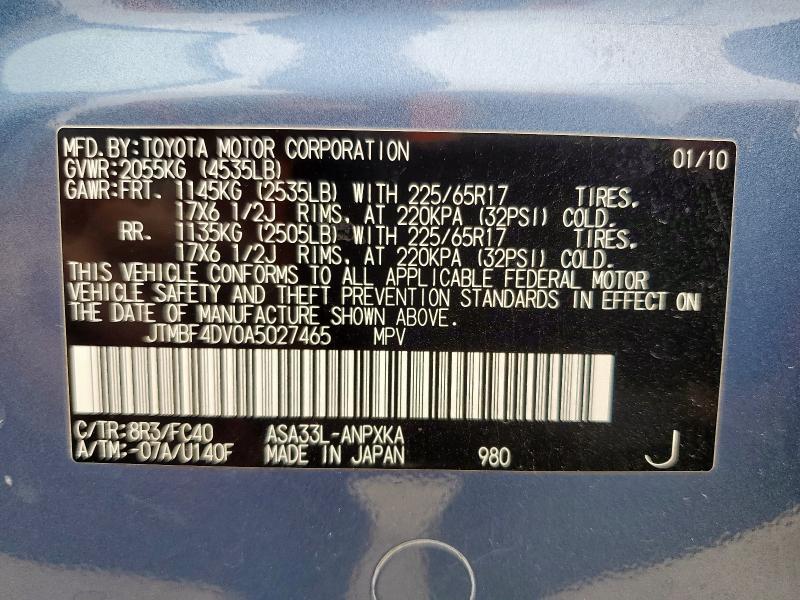 MFD.BY:TOYOTA MOTOR CORPORATION 01/10
GVWR:2055KG (4535LB)
GAWR:FRT. 1145KG (2535LB) WITH 225/65R17 TIRES.
17X6 1/2J RIMS. AT 220KPA (32PSI) COLD.
RR. 1135KG (2505LB) WITH 225/65R17 TIRES.
17X6 1/2J RIMS. AT 220KPA (32PSI) COLD.
THIS VEHICLE CONFORMS TO ALL APPLICABLE FEDERAL MOTOR
VEHICLE SAFETY AND THEFT PREVENTION STANDARDS IN EFFECT ON
THE DATE OF MANUFACTURE SHOWN ABOVE.
JTMBF4DV0A5027465 MPV
C/TR:8R3/FC40 ASA33L-ANPXKA
A/TM:-07A/U140F MADE IN JAPAN 980 J